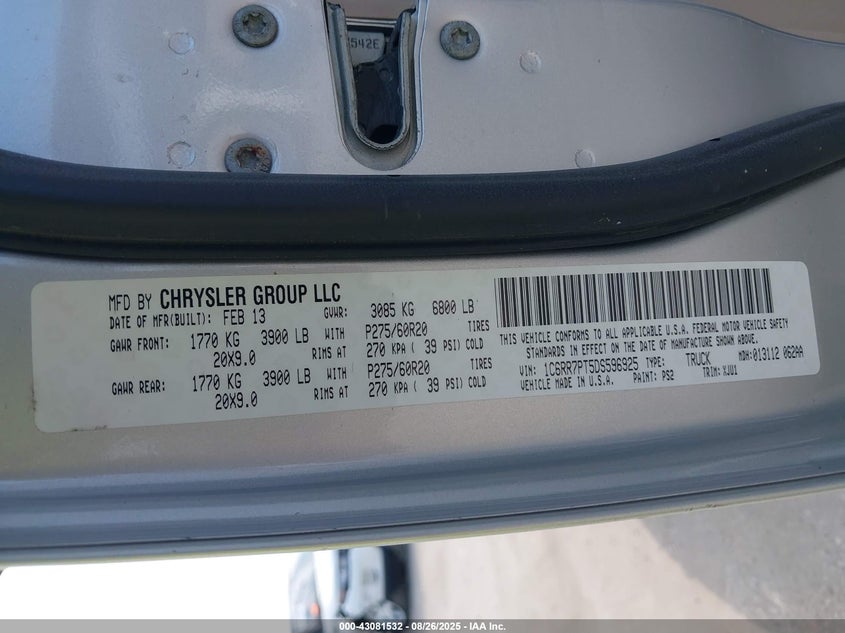 542E
MFD BY CHRYSLER GROUP LLC
DATE OF MFR(BUILT): FEB 13 GVWR: 3085 KG 6800 LB
GAWR FRONT: 1770 KG 3900 LB WITH P275/60R20 TIRES
20X9.0 RIMS AT 270 KPA ( 39 PSI) COLD
GAWR REAR: 1770 KG 3900 LB WITH P275/60R20 TIRES
20X9.0 RIMS AT 270 KPA ( 39 PSI) COLD
THIS VEHICLE CONFORMS TO ALL APPLICABLE U.S.A. FEDERAL MOTOR VEHICLE SAFETY
STANDARDS IN EFFECT ON THE DATE OF MANUFACTURE SHOWN ABOVE.
VIN: 1C6RR7PT5DS596925 TYPE: TRUCK MDH: 013112 062AA
VEHICLE MADE IN U.S.A. PAINT: PS2 TRIM: XJU1
000-43081532 - 08/26/2025 - IAA Inc.